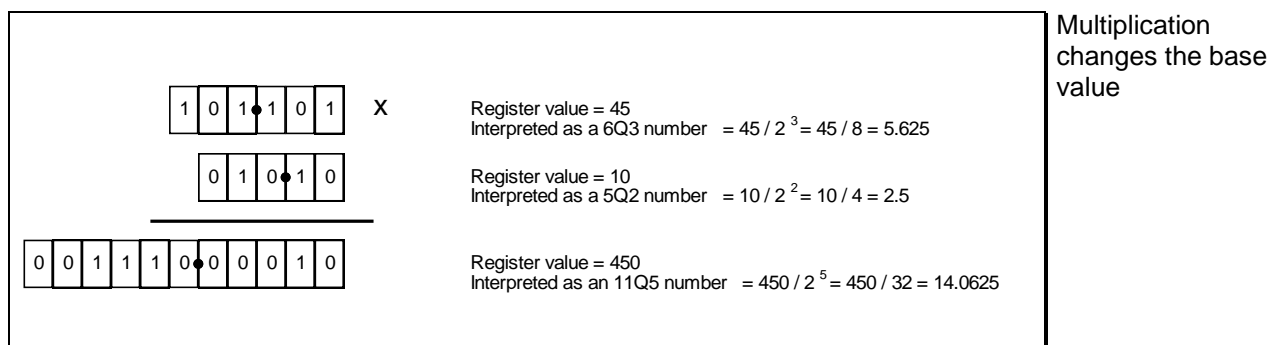 Multiplication
changes the base
value
1 0 1 1 0 1 x
Register value = 45
Interpreted as a 6Q3 number = 45 / 2 3 = 45 / 8 = 5.625
0 1 0 1 0
Register value = 10
Interpreted as a 5Q2 number = 10 / 2 2 = 10 / 4 = 2.5
0 0 1 1 1 0 0 0 0 1 0
Register value = 450
Interpreted as an 11Q5 number = 450 / 2 5 = 450 / 32 = 14.0625